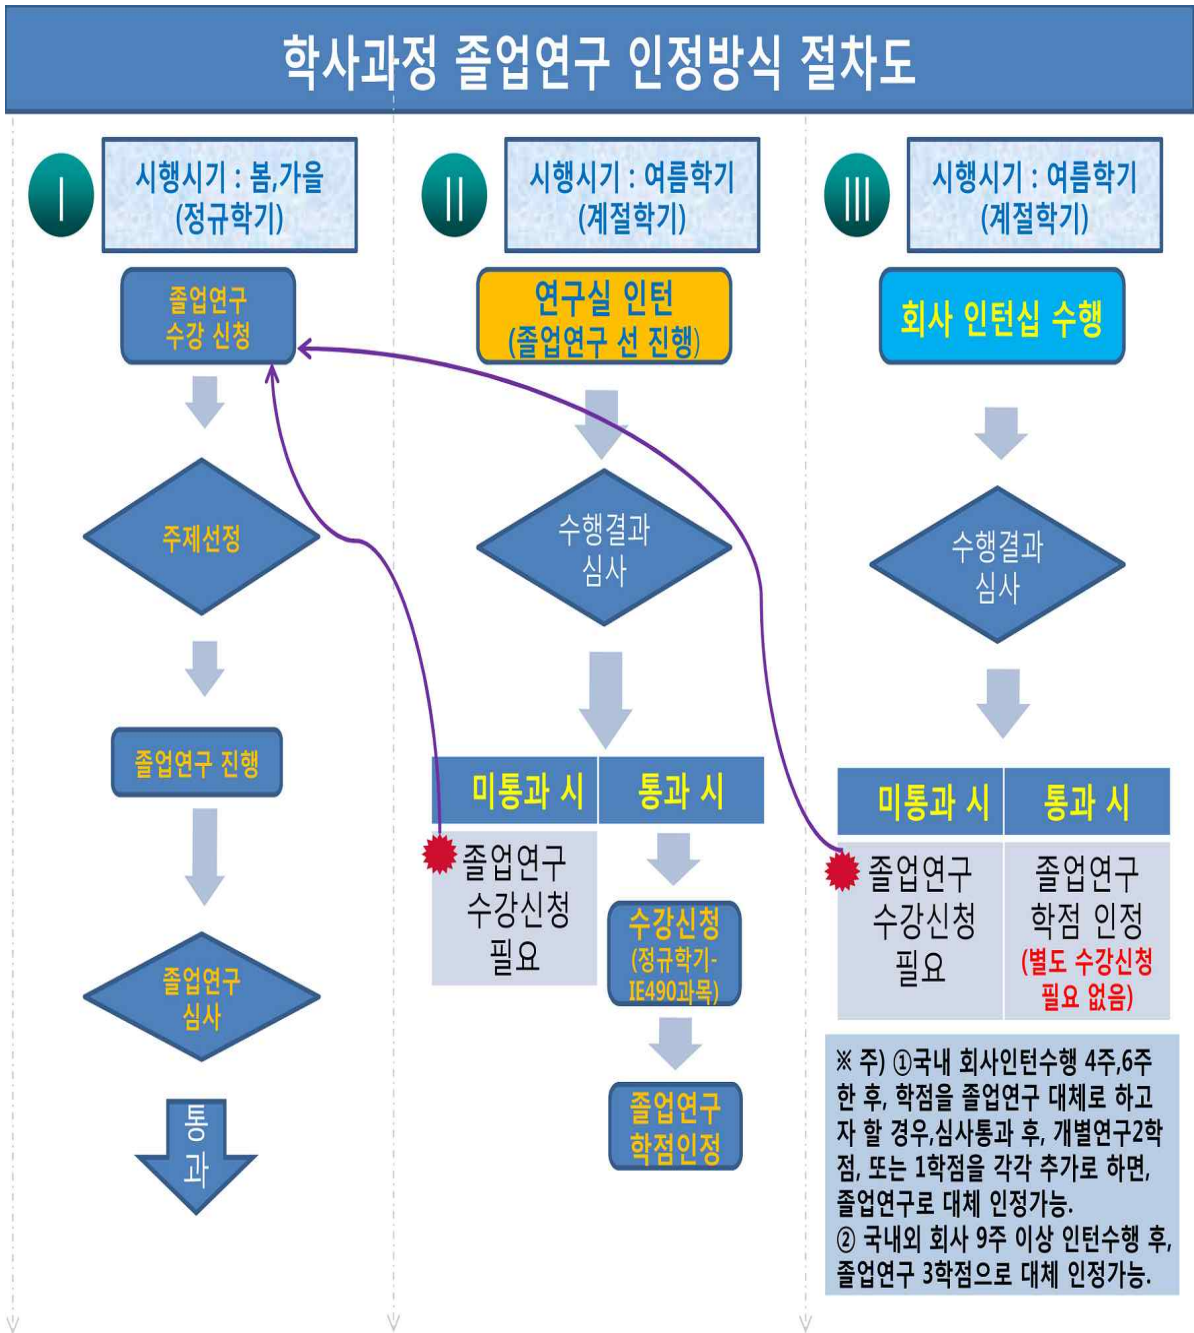 학사과정 졸업연구 인정방식 절차도
Ⅰ
시행시기 : 봄,가을
(정규학기)
졸업연구
수강 신청
주제선정
졸업연구 진행
졸업연구
심사
통
과
Ⅱ
시행시기 : 여름학기
(계절학기)
연구실 인턴
(졸업연구 선 진행)
수행결과
심사
미통과 시
통과 시
졸업연구
수강신청
필요
수강신청
(정규학기-
IE490과목)
졸업연구
학점인정
Ⅲ
시행시기 : 여름학기
(계절학기)
회사 인턴십 수행
수행결과
심사
미통과 시
통과 시
졸업연구
수강신청
필요
졸업연구
학점 인정
(별도 수강신청
필요 없음)
※ 주) ①국내 회사인턴수행 4주,6주
한 후, 학점을 졸업연구 대체로 하고
자 할 경우,심사통과 후, 개별연구2학
점, 또는 1학점을 각각 추가로 하면,
졸업연구로 대체 인정가능.
② 국내외 회사 9주 이상 인턴수행 후,
졸업연구 3학점으로 대체 인정가능.